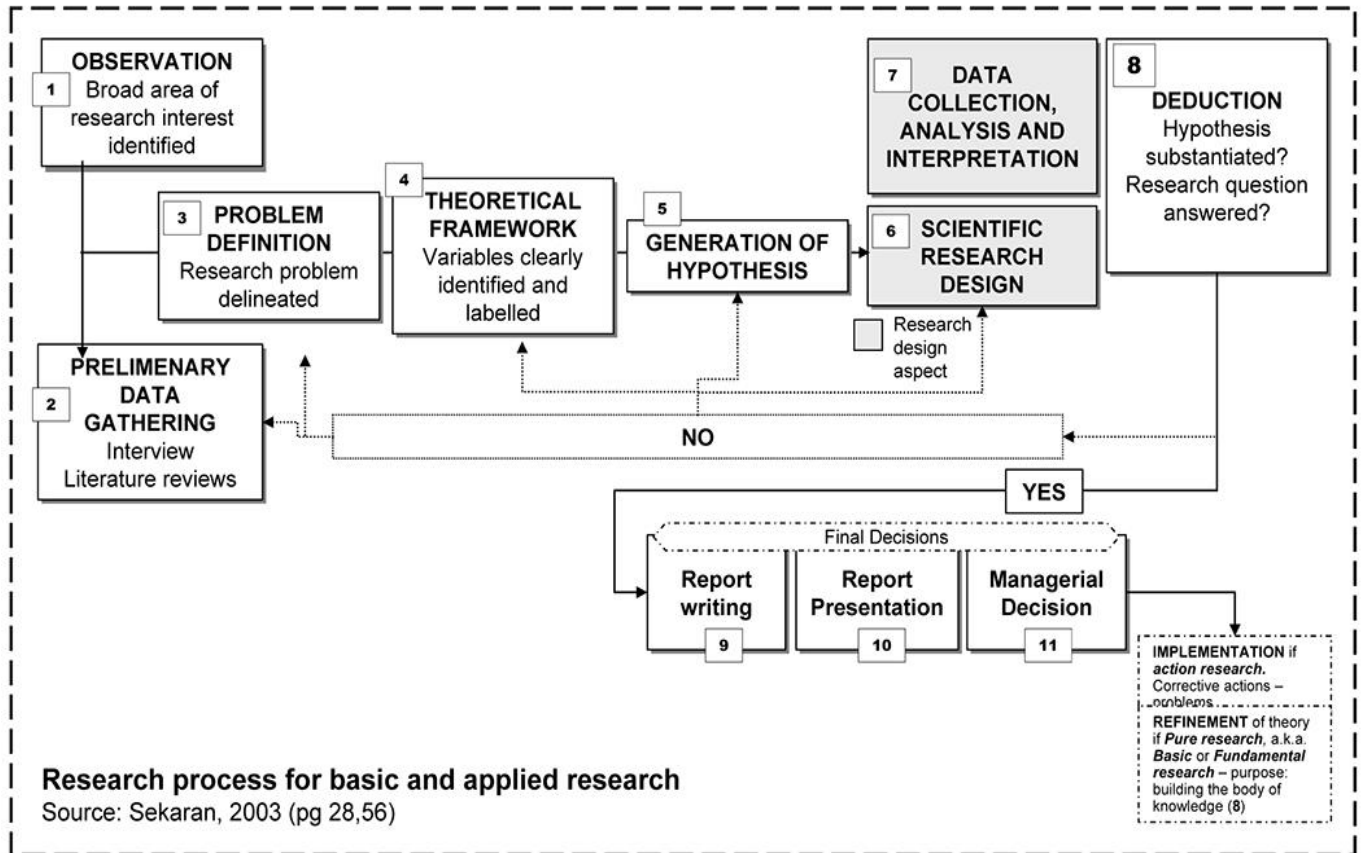 1
OBSERVATION
Broad area of
research interest
identified
2
PRELIMENARY
DATA
GATHERING
Interview
Literature reviews
3
PROBLEM
DEFINITION
Research problem
delineated
4
THEORETICAL
FRAMEWORK
Variables clearly
identified and
labelled
5
GENERATION OF
HYPOTHESIS
6
SCIENTIFIC
RESEARCH
DESIGN
Research
design
aspect
7
DATA
COLLECTION,
ANALYSIS AND
INTERPRETATION
8
DEDUCTION
Hypothesis
substantiated?
Research question
answered?
NO
YES
Final Decisions
Report
writing
9
Report
Presentation
10
Managerial
Decision
11
IMPLEMENTATION if
action research.
Corrective actions –
problems
REFINEMENT of theory
if Pure research, a.k.a.
Basic or Fundamental
research – purpose:
building the body of
knowledge (8)
Research process for basic and applied research
Source: Sekaran, 2003 (pg 28,56)